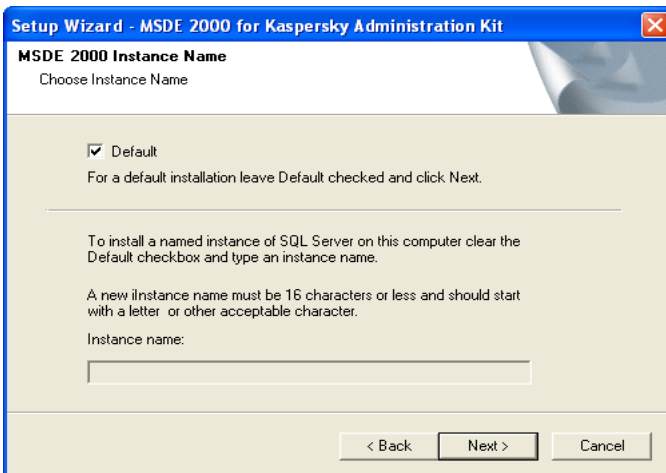 Setup Wizard - MSDE 2000 for Kaspersky Administration Kit
MSDE 2000 Instance Name
Choose Instance Name
Default
For a default installation leave Default checked and click Next.
To install a named instance of SQL Server on this computer clear the
Default checkbox and type an instance name.
A new iInstance name must be 16 characters or less and should start
with a letter or other acceptable character.
Instance name:
< Back
Next >
Cancel